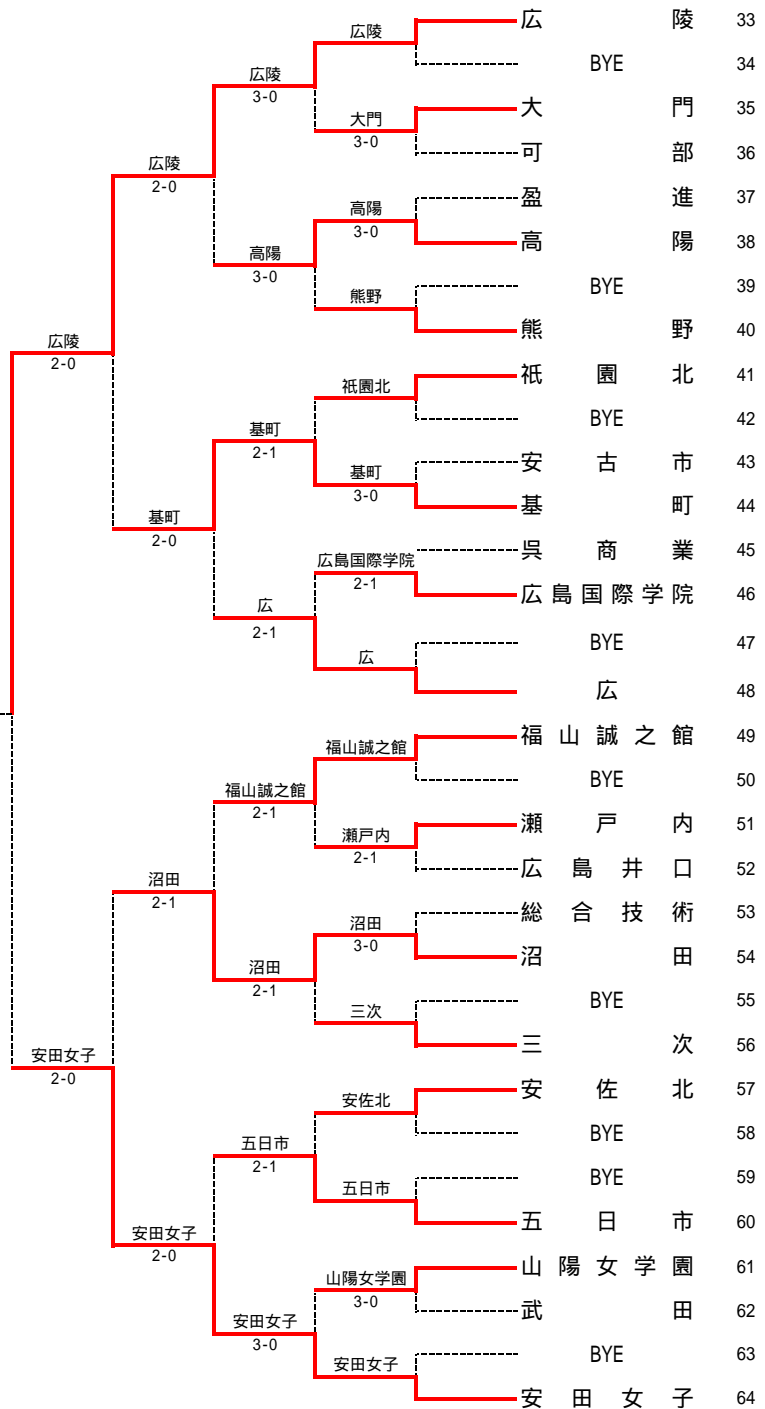 広陵 33
広陵
BYE 34
広陵
3-0
大門 35
大門
3-0
可部 36
広陵
2-0
盈進 37
高陽
3-0
高陽 38
高陽
3-0
BYE 39
熊野
熊野 40
広陵
2-0
祇園北 41
祇園北
BYE 42
基町
2-1
安古市 43
基町
3-0
基町 44
基町
2-0
呉商業 45
広島国際学院
2-1
広島国際学院 46
広
2-1
BYE 47
広
広 48
福山誠之館 49
福山誠之館
BYE 50
福山誠之館
2-1
瀬戸内 51
瀬戸内
2-1
広島井口 52
沼田
2-1
総合技術 53
沼田
3-0
沼田 54
沼田
2-1
BYE 55
三次
三次 56
安田女子
2-0
安佐北 57
安佐北
BYE 58
五日市
2-1
BYE 59
五日市
五日市 60
安田女子
2-0
山陽女学園 61
山陽女学園
3-0
武田 62
安田女子
3-0
BYE 63
安田女子
安田女子 64